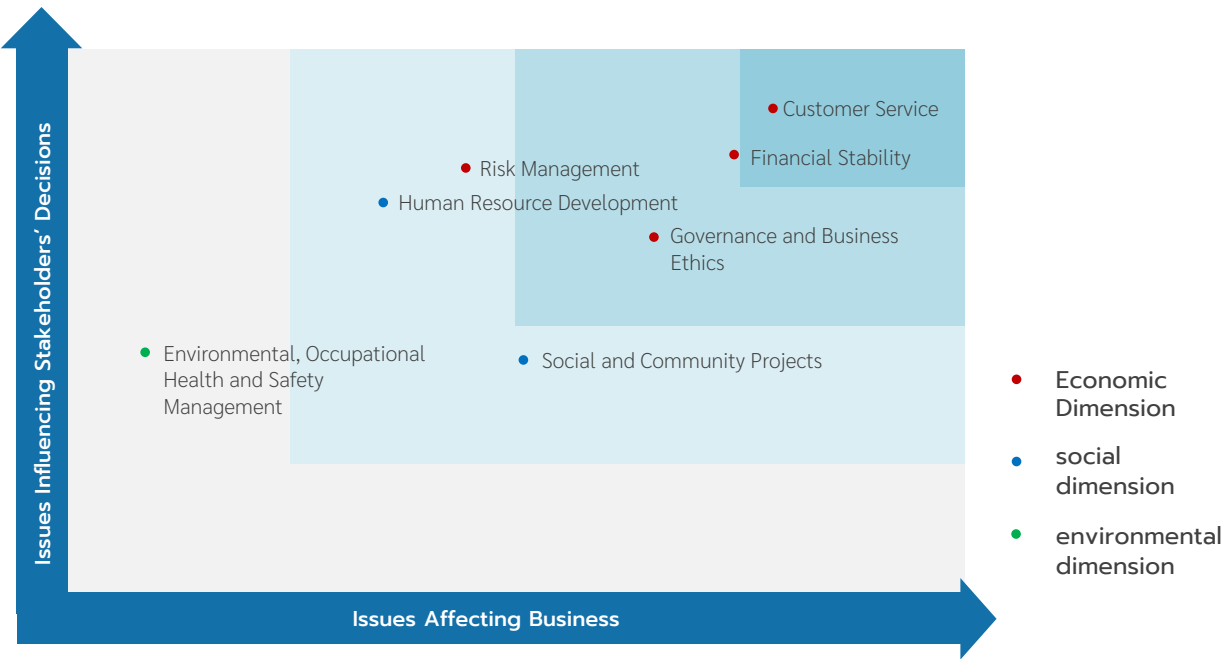 Issues Influencing Stakeholders' Decisions
Customer Service
Financial Stability
Risk Management
Human Resource Development
Governance and Business
Ethics
Environmental, Occupational
Health and Safety
Management
Social and Community Projects
Economic
Dimension
social
dimension
environmental
dimension
Issues Affecting Business